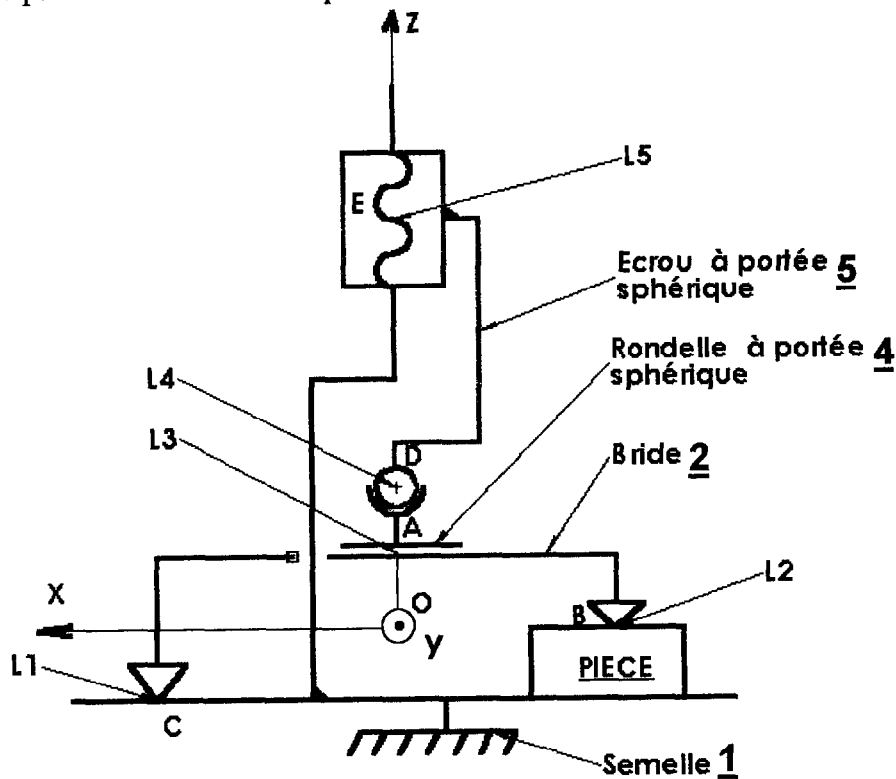 Z
L5
E
Ecrou à portée 5
sphérique
Rondelle à portée 4
sphérique
L4
L3
D
Bride 2
A
L2
X
O
B
y
PIECE
L1
C
Semelle 1